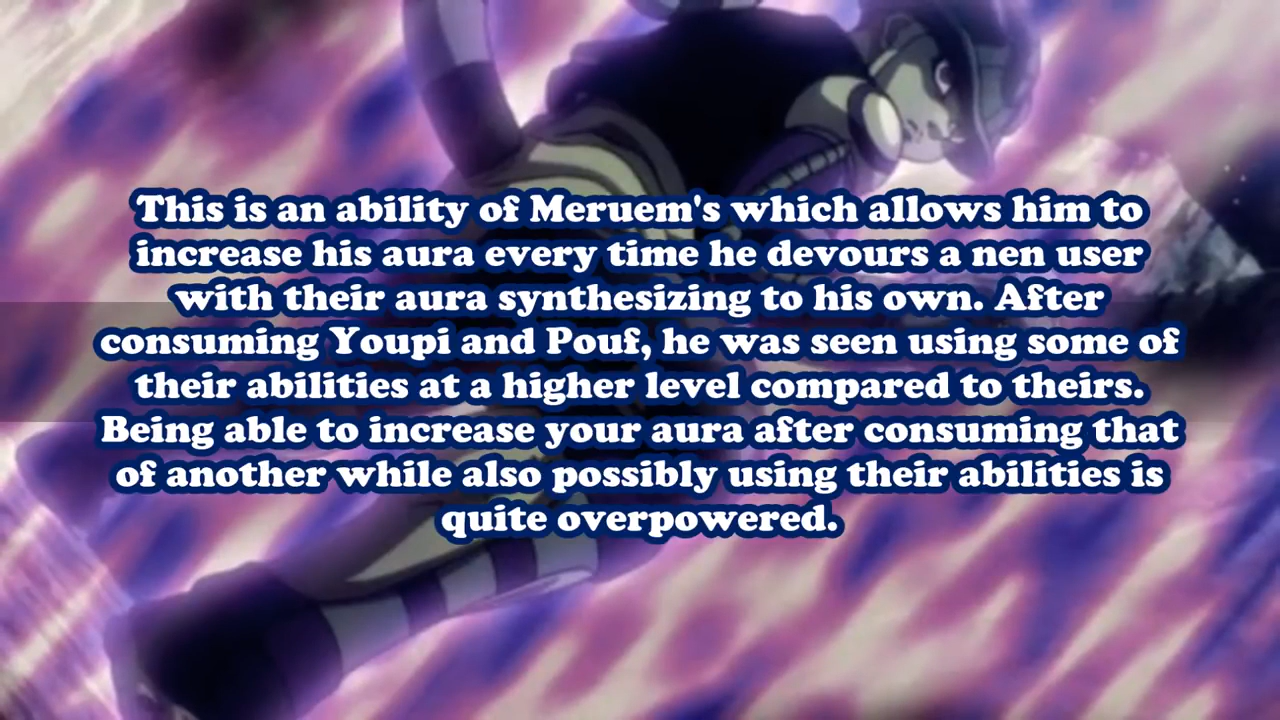 This is an ability of Meruem's which allows him to
increase his aura every time he devours a nen user
with their aura synthesizing to his own. After
consuming Youpi and Pouf, he was seen using some of
their abilities at a higher level compared to theirs.
Being able to increase your aura after consuming that
of another while also possibly using their abilities is
quite overpowered.